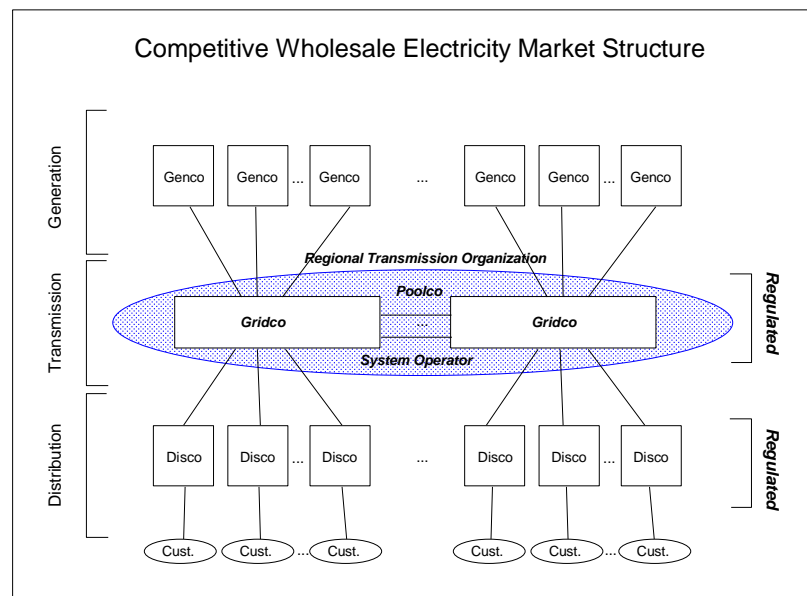 Competitive Wholesale Electricity Market Structure
Generation
Genco Genco ... Genco ... Genco Genco ... Genco
Regional Transmission Organization
Transmission
Poolco
Gridco ... Gridco
System Operator
Regulated
Distribution
Disco Disco ... Disco ... Disco Disco ... Disco
Regulated
Cust. Cust. ... Cust. Cust. Cust. ... Cust.